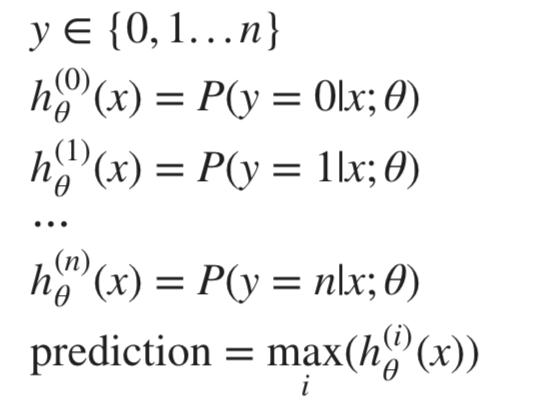 y ∈ {0, 1...n}
h_θ^{(0)}(x) = P(y = 0|x; θ)
h_θ^{(1)}(x) = P(y = 1|x; θ)
...
h_θ^{(n)}(x) = P(y = n|x; θ)
prediction = max_i(h_θ^{(i)}(x))